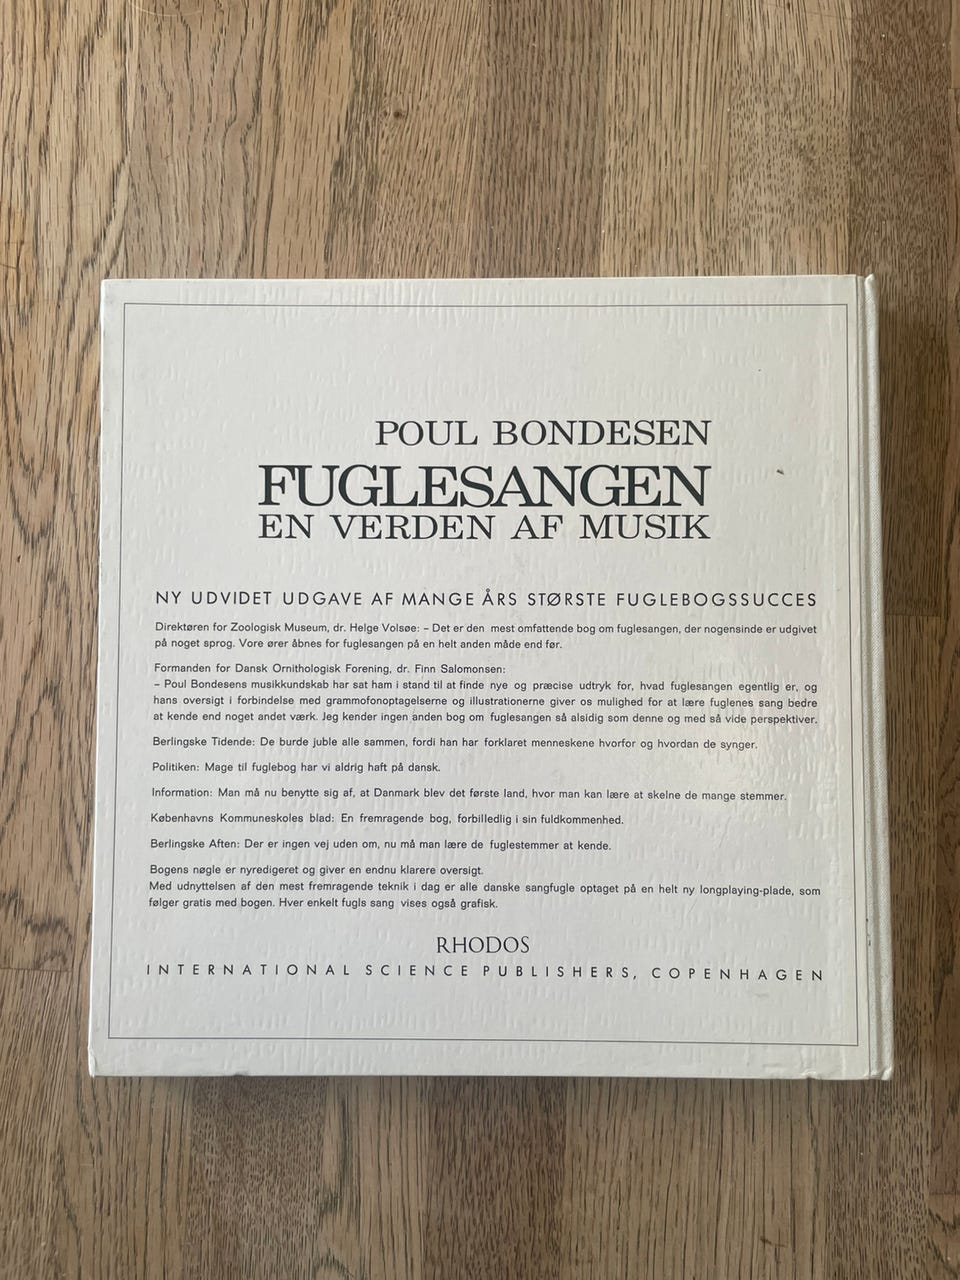 POUL BONDESEN
FUGLESANGEN
EN VERDEN AF MUSIK
NY UDVIDET UDGAVE AF MANGE ÅRS STØRSTE FUGLEBOGSSUCCES
Direktøren for Zoologisk Museum, dr. Helge Volsøe: – Det er den mest omfattende bog om fuglesangen, der nogensinde er udgivet
på noget sprog. Vore ører åbnes for fuglesangen på en helt anden måde end før.
Formanden for Dansk Ornithologisk Forening, dr. Finn Salomonsen:
– Poul Bondesens musikkundskab har sat ham i stand til at finde nye og præcise udtryk for, hvad fuglesangen egentlig er, og
hans oversigt i forbindelse med grammofonoptagelserne og illustrationerne giver os mulighed for at lære fuglenes sang bedre
at kende end noget andet værk. Jeg kender ingen anden bog om fuglesangen så alsidig som denne og med så vide perspektiver.
Berlingske Tidende: De burde juble alle sammen, fordi han har forklaret menneskene hvorfor og hvordan de synger.
Politiken: Mage til fuglebog har vi aldrig haft på dansk.
Information: Man må nu benytte sig af, at Danmark blev det første land, hvor man kan lære at skelne de mange stemmer.
Københavns Kommuneskoles blad: En fremragende bog, forbilledlig i sin fuldkommenhed.
Berlingske Aften: Der er ingen vej uden om, nu må man lære de fuglestemmer at kende.
Bogens nøgle er nyredigeret og giver en endnu klarere oversigt.
Med udnyttelsen af den mest fremragende teknik i dag er alle danske sangfugle optaget på en helt ny longplaying-plade, som
følger gratis med bogen. Hver enkelt fugls sang vises også grafisk.
RHODOS
INTERNATIONAL SCIENCE PUBLISHERS, COPENHAGEN